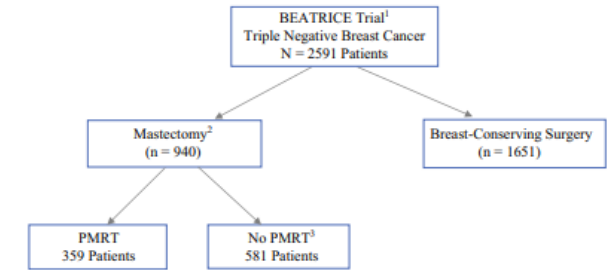 BEATRICE Trial¹
Triple Negative Breast Cancer
N = 2591 Patients
Mastectomy²
(n = 940)
Breast-Conserving Surgery
(n = 1651)
PMRT
359 Patients
No PMRT³
581 Patients